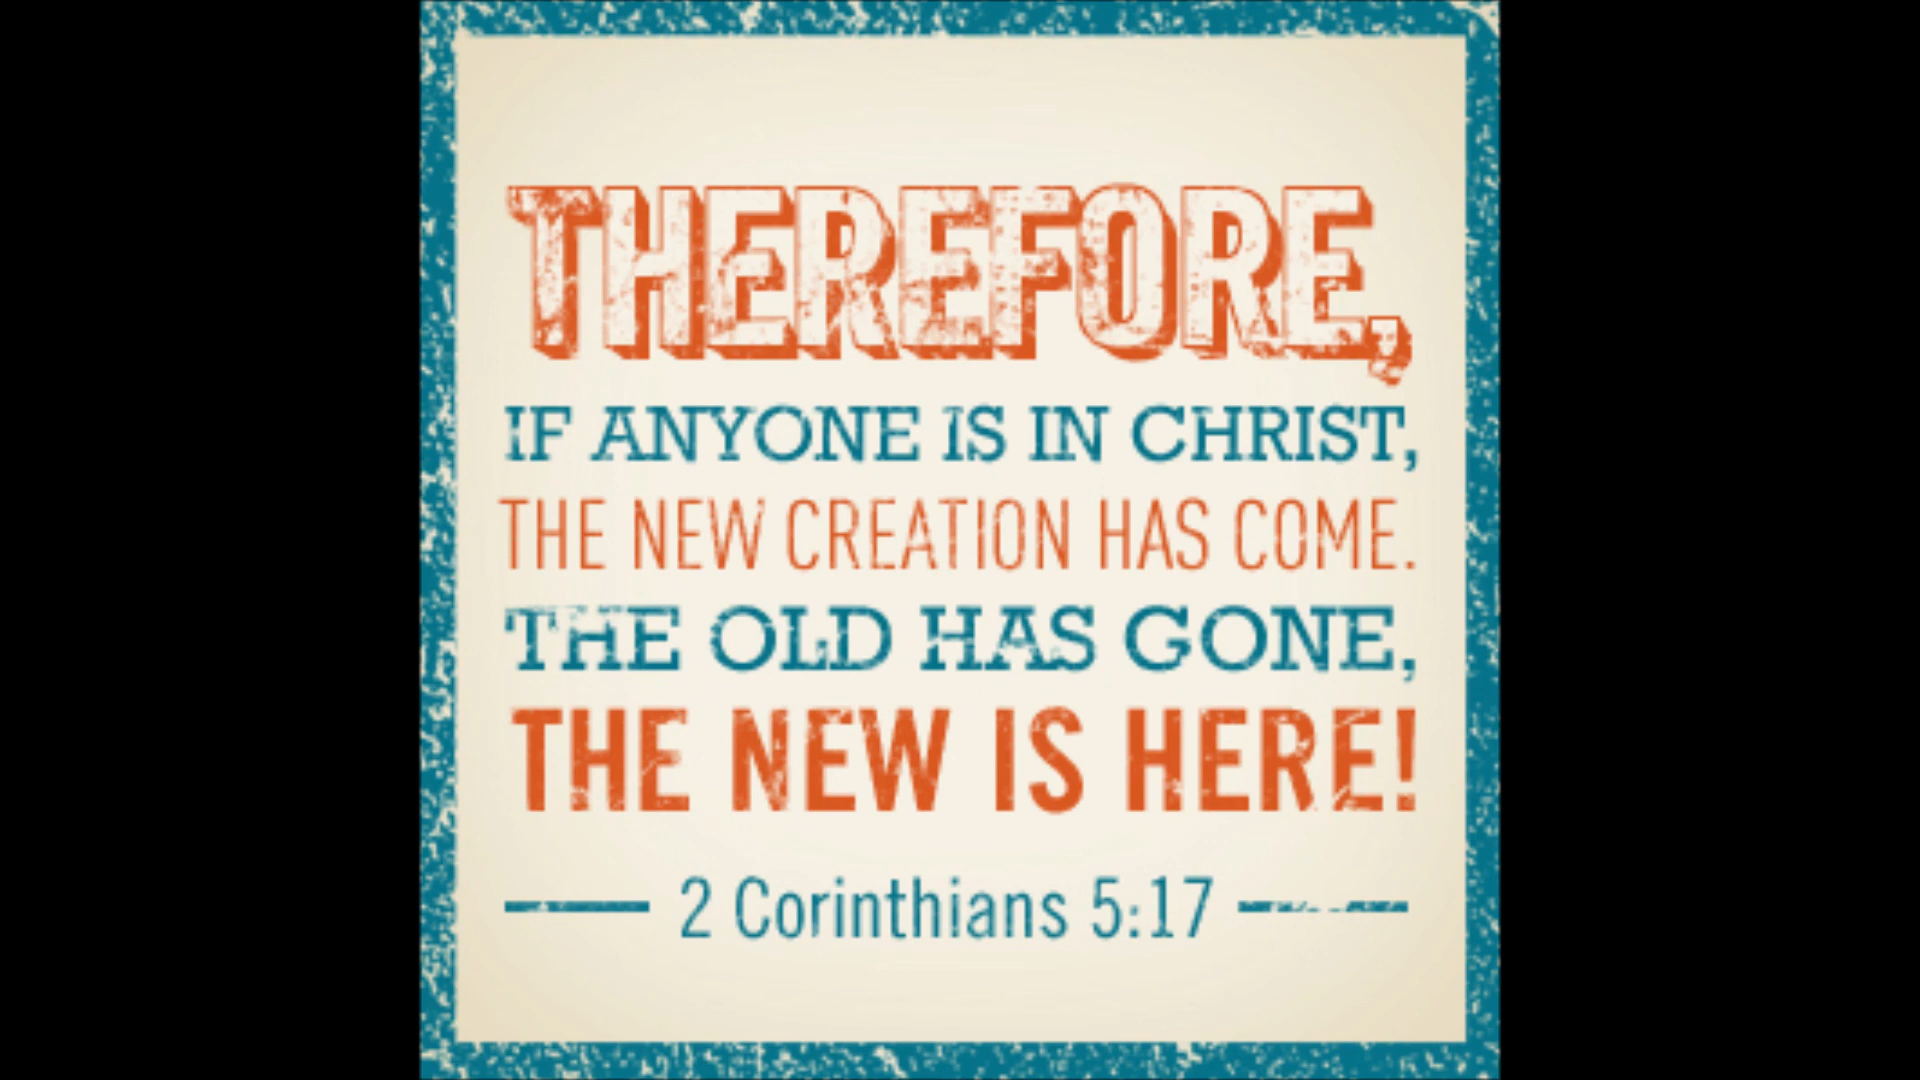 THEREFORE,
IF ANYONE IS IN CHRIST,
THE NEW CREATION HAS COME.
THE OLD HAS GONE,
THE NEW IS HERE!
2 Corinthians 5:17